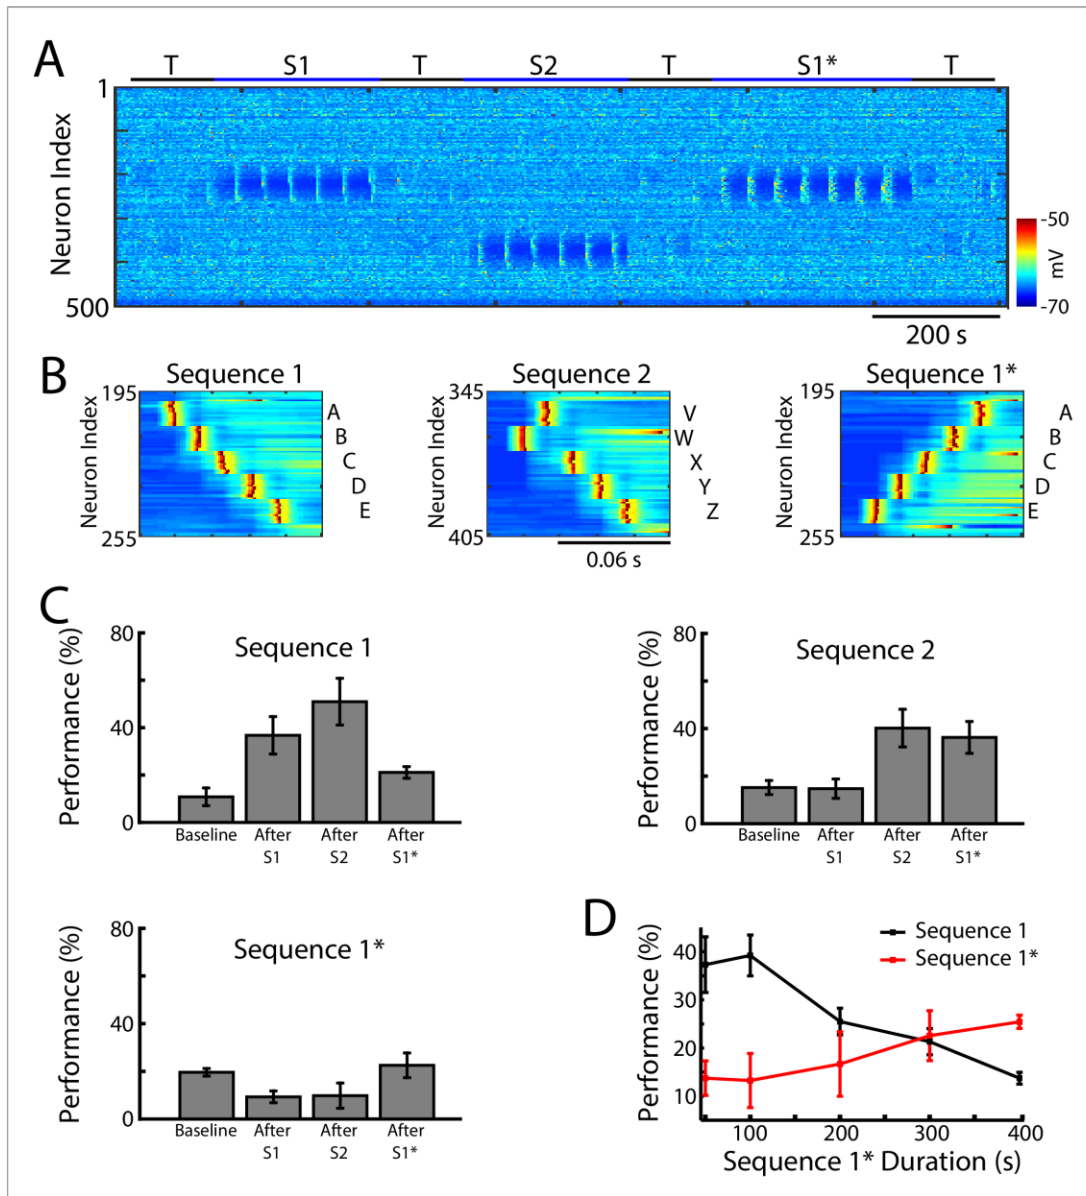 A
T S1 T S2 T S1* T
1
Neuron Index
500
-50
mV
-70
200 s
B
Sequence 1 Sequence 2 Sequence 1*
195 345 195
Neuron Index Neuron Index Neuron Index
A V A
B W B
C X C
D Y D
E Z E
255 405 255
0.06 s
C
80 80
Sequence 1 Sequence 2
Performance (%) Performance (%)
40 40
0 0
Baseline After After After Baseline After After After
S1 S2 S1* S1 S2 S1*
80
Sequence 1*
Performance (%)
40
0
Baseline After After After
S1 S2 S1*
D
Sequence 1
Sequence 1*
Performance (%)
40
30
20
10
100 200 300 400
Sequence 1* Duration (s)